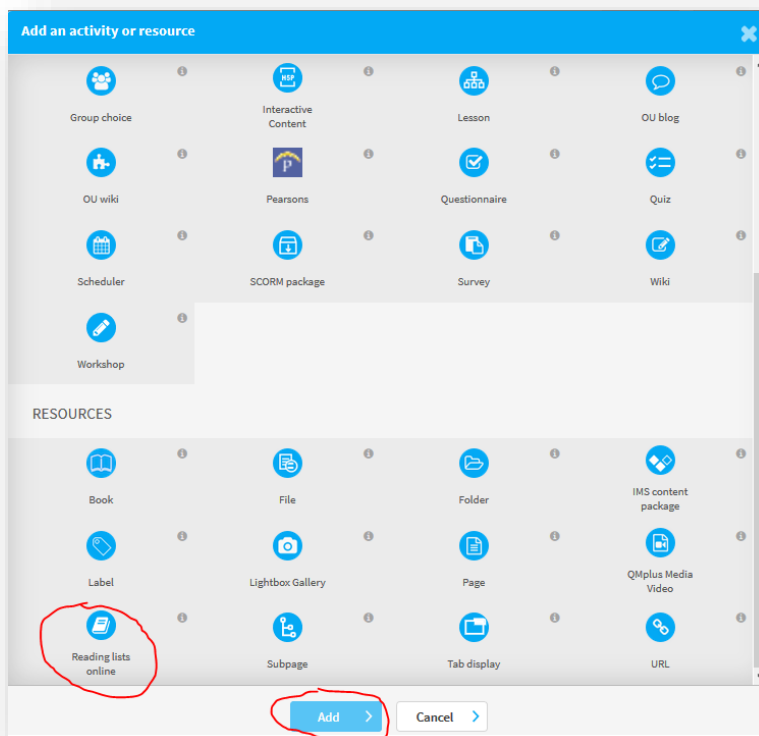 Add an activity or resource
Group choice
Interactive
Content
Lesson
OU blog
OU wiki
Pearsons
Questionnaire
Quiz
Scheduler
SCORM package
Survey
Wiki
Workshop
RESOURCES
Book
File
Folder
IMS content
package
Label
Lightbox Gallery
Page
QMplus Media
Video
Reading lists
online
Subpage
Tab display
URL
Add
Cancel